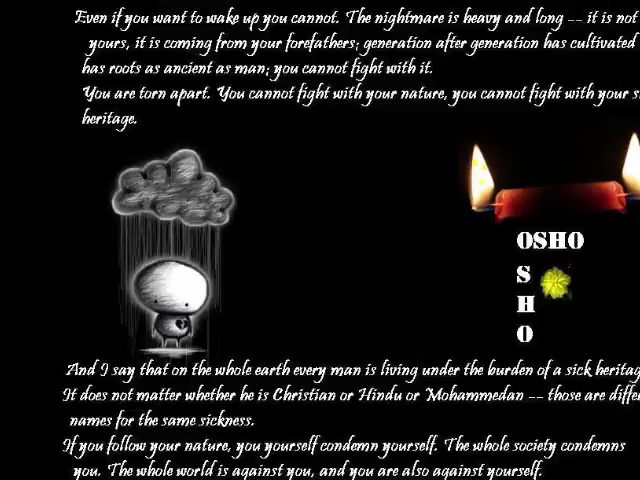 Even if you want to wake up you cannot. The nightmare is heavy and long -- it is not
yours, it is coming from your forefathers; generation after generation has cultivated
has roots as ancient as man; you cannot fight with it.
You are torn apart. You cannot fight with your nature, you cannot fight with your
heritage.
OSHO
S
H
O
And I say that on the whole earth every man is living under the burden of a sick
It does not matter whether he is Christian or Hindu or Mohammedan -- those are
names for the same sickness.
If you follow your nature, you yourself condemn yourself. The whole society condemns
you. The whole world is against you, and you are also against yourself.